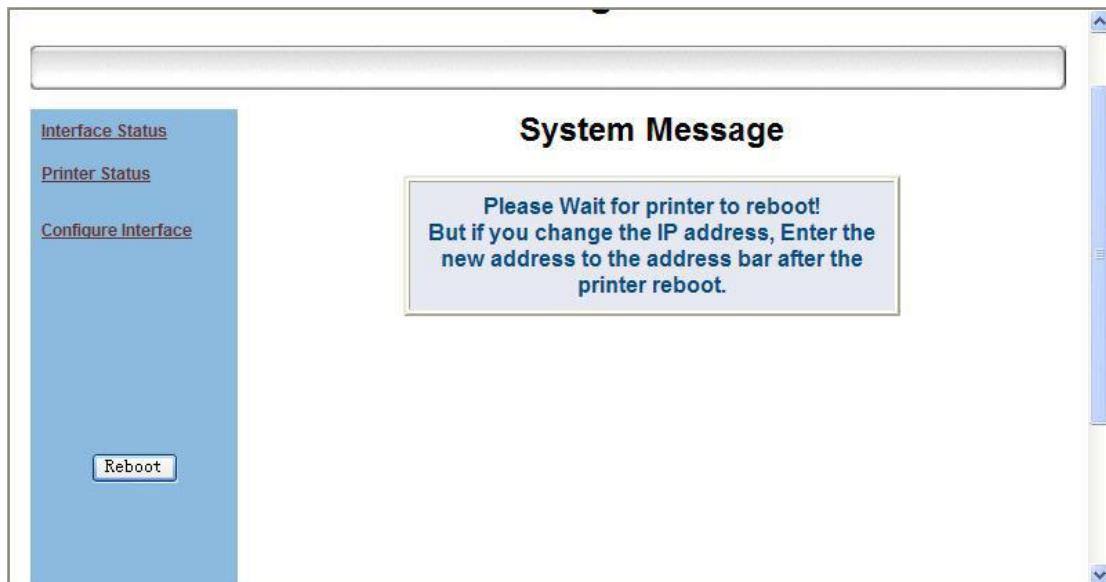 Interface Status
Printer Status
Configure Interface
Reboot
System Message
Please Wait for printer to reboot!
But if you change the IP address, Enter the
new address to the address bar after the
printer reboot.